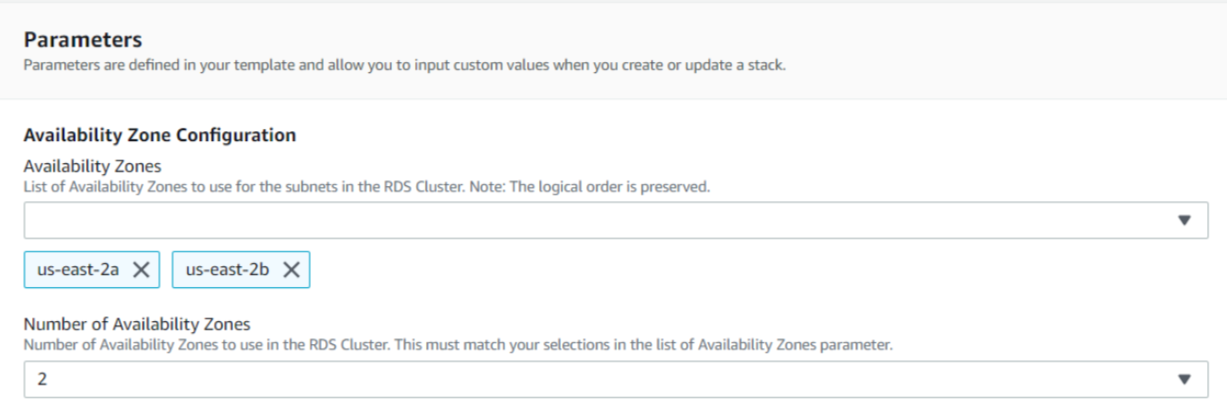 Parameters
Parameters are defined in your template and allow you to input custom values when you create or update a stack.
Availability Zone Configuration
Availability Zones
List of Availability Zones to use for the subnets in the RDS Cluster. Note: The logical order is preserved.
us-east-2a us-east-2b
Number of Availability Zones
Number of Availability Zones to use in the RDS Cluster. This must match your selections in the list of Availability Zones parameter.
2